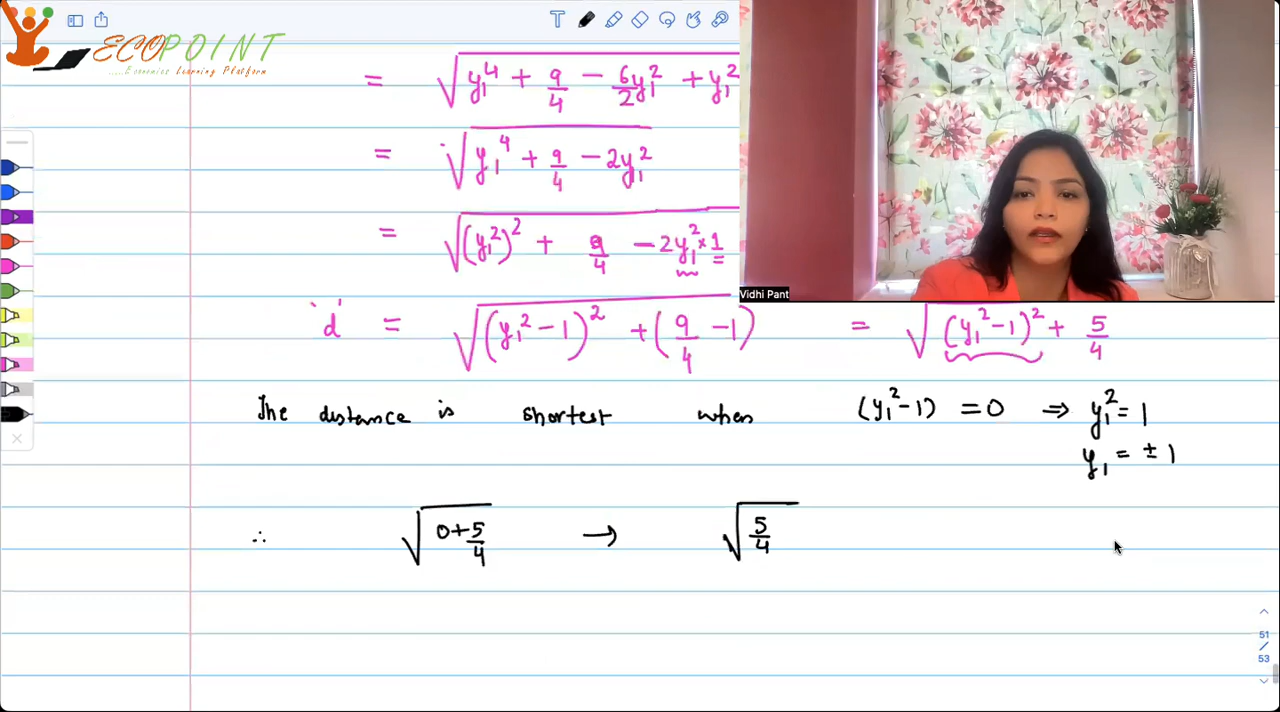 ECOPOINT
.....Economics Learning Platform
T
= √(y₁⁴ + 9/4 − 6/2 y₁² + y₁²
= √(y₁⁴ + 9/4 − 2y₁²)
= √((y₁²)² + 9/4 − 2y₁² × 1
Vidhi Pant
'd' = √((y₁² − 1)² + (9/4 − 1)) = √((y₁² − 1)² + 5/4)
The distance is shortest when (y₁² − 1) = 0 ⇒ y₁² = 1
y₁ = ± 1
∴ √(0 + 5/4) → √(5/4)
51
/
53